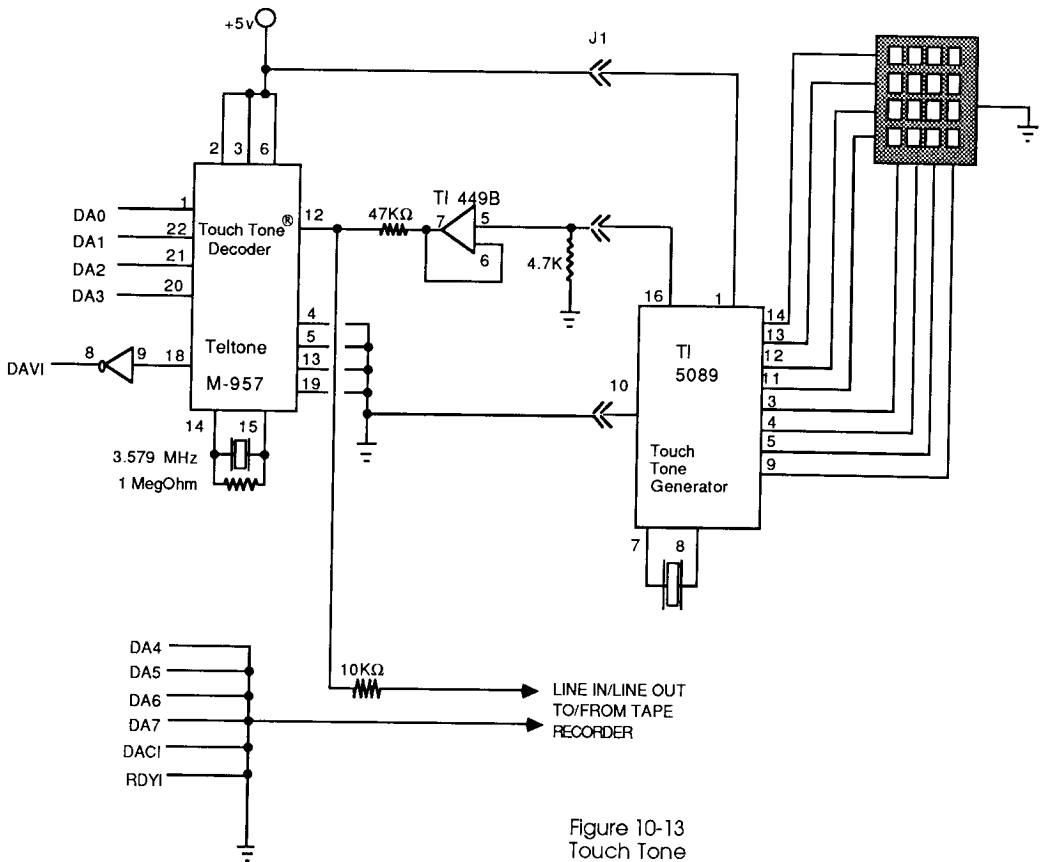 +5v
J1
2 3 6
DA0 1
DA1 22
DA2 21
DA3 20
Touch Tone ®
Decoder
12
47KΩ
TI 449B
7 5
6
4.7K
16 1
14
13
12
11
3
4
5
9
TI
5089
Touch
Tone
Generator
10
7 8
4
5
13
19
Teltone
M-957
DAVI 8 9 18
14 15
3.579 MHz
1 MegOhm
DA4
DA5
DA6
DA7
DACI
RDYI
10KΩ
LINE IN/LINE OUT
TO/FROM TAPE
RECORDER
Figure 10-13
Touch Tone